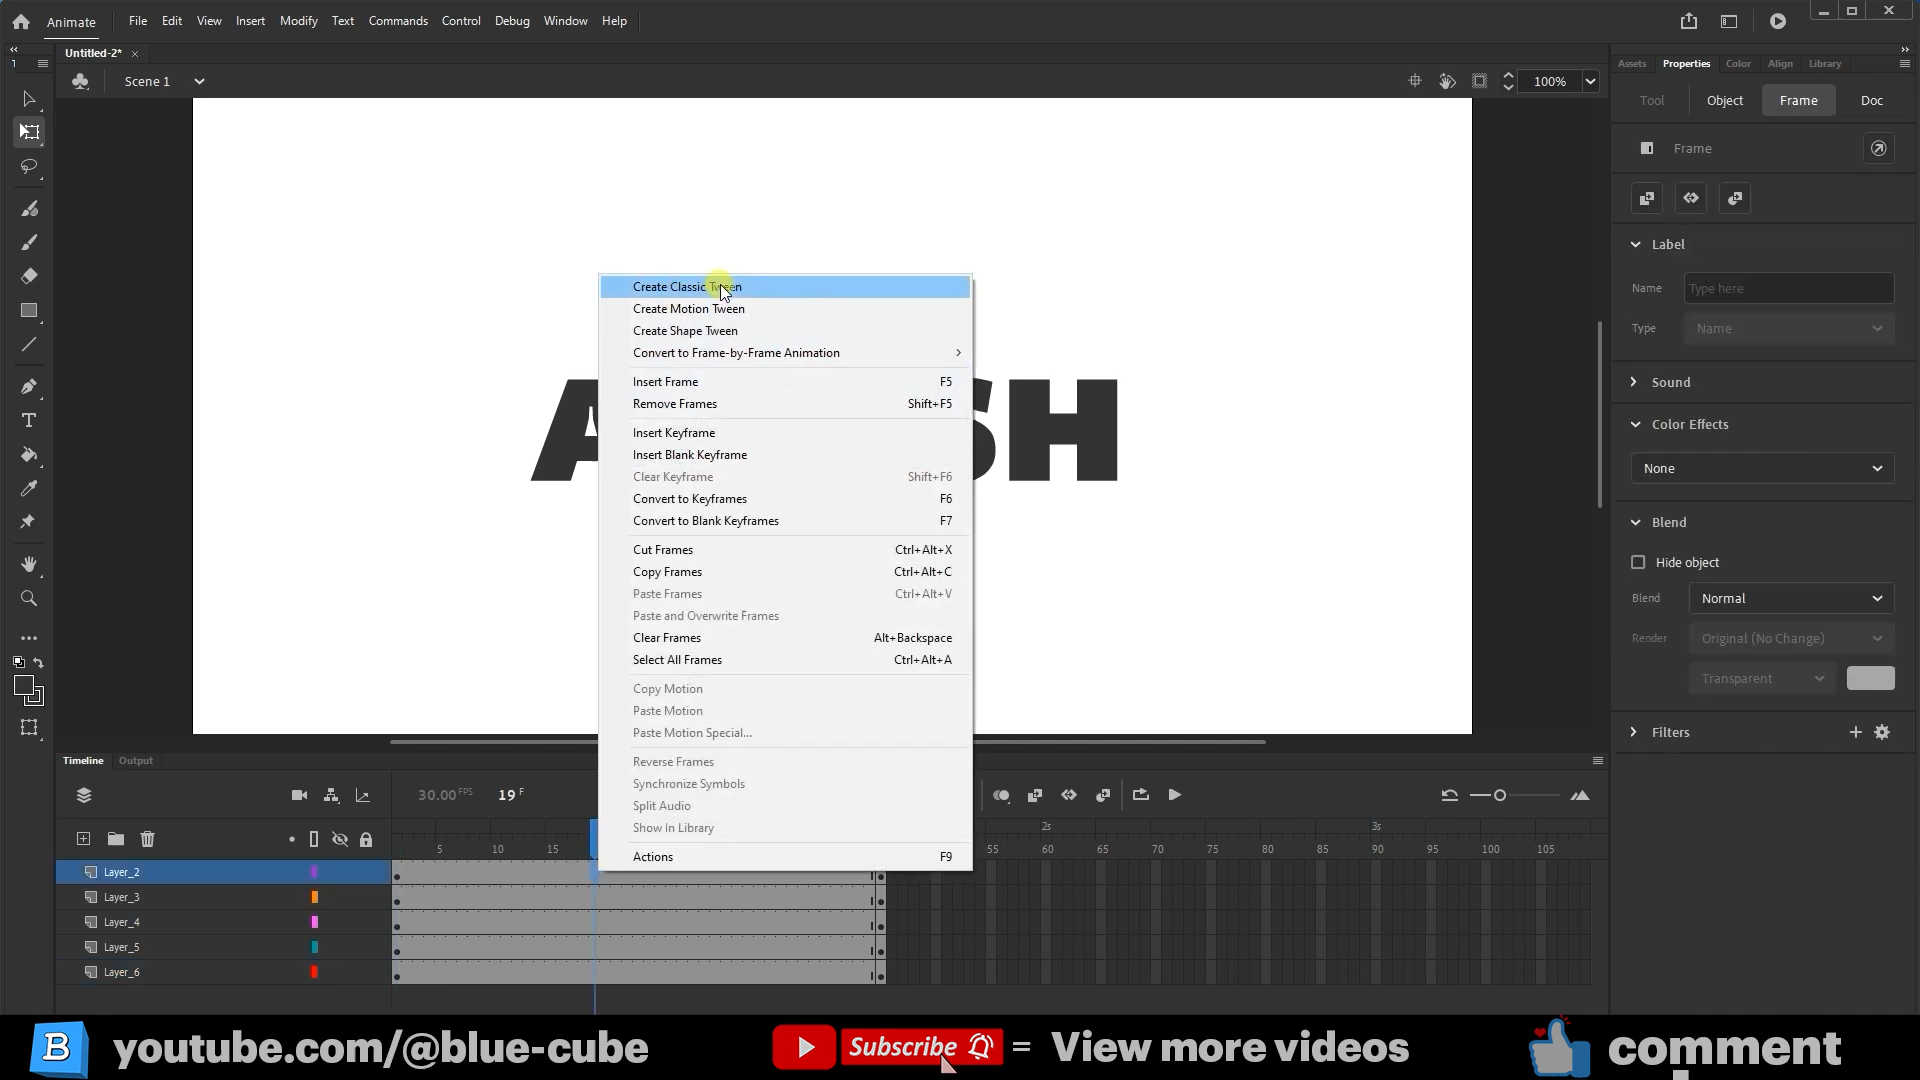 Animate File Edit View Insert Modify Text Commands Control Debug Window Help
Untitled-2* ×
Scene 1 100%
Assets Properties Color Align Library
Tool Object Frame Doc
Frame
Label
Name Type here
Type Name
Sound
Color Effects
None
Blend
Hide object
Blend Normal
Render Original (No Change)
Transparent
Filters
A SH
Create Classic Tween
Create Motion Tween
Create Shape Tween
Convert to Frame-by-Frame Animation
Insert Frame F5
Remove Frames Shift+F5
Insert Keyframe
Insert Blank Keyframe
Clear Keyframe Shift+F6
Convert to Keyframes F6
Convert to Blank Keyframes F7
Cut Frames Ctrl+Alt+X
Copy Frames Ctrl+Alt+C
Paste Frames Ctrl+Alt+V
Paste and Overwrite Frames
Clear Frames Alt+Backspace
Select All Frames Ctrl+Alt+A
Copy Motion
Paste Motion
Paste Motion Special...
Reverse Frames
Synchronize Symbols
Split Audio
Show In Library
Actions F9
Timeline Output
30.00 FPS 19 F
2s 3s
5 10 15 55 60 65 70 75 80 85 90 95 100 105
Layer_2
Layer_3
Layer_4
Layer_5
Layer_6
B youtube.com/@blue-cube Subscribe = View more videos comment